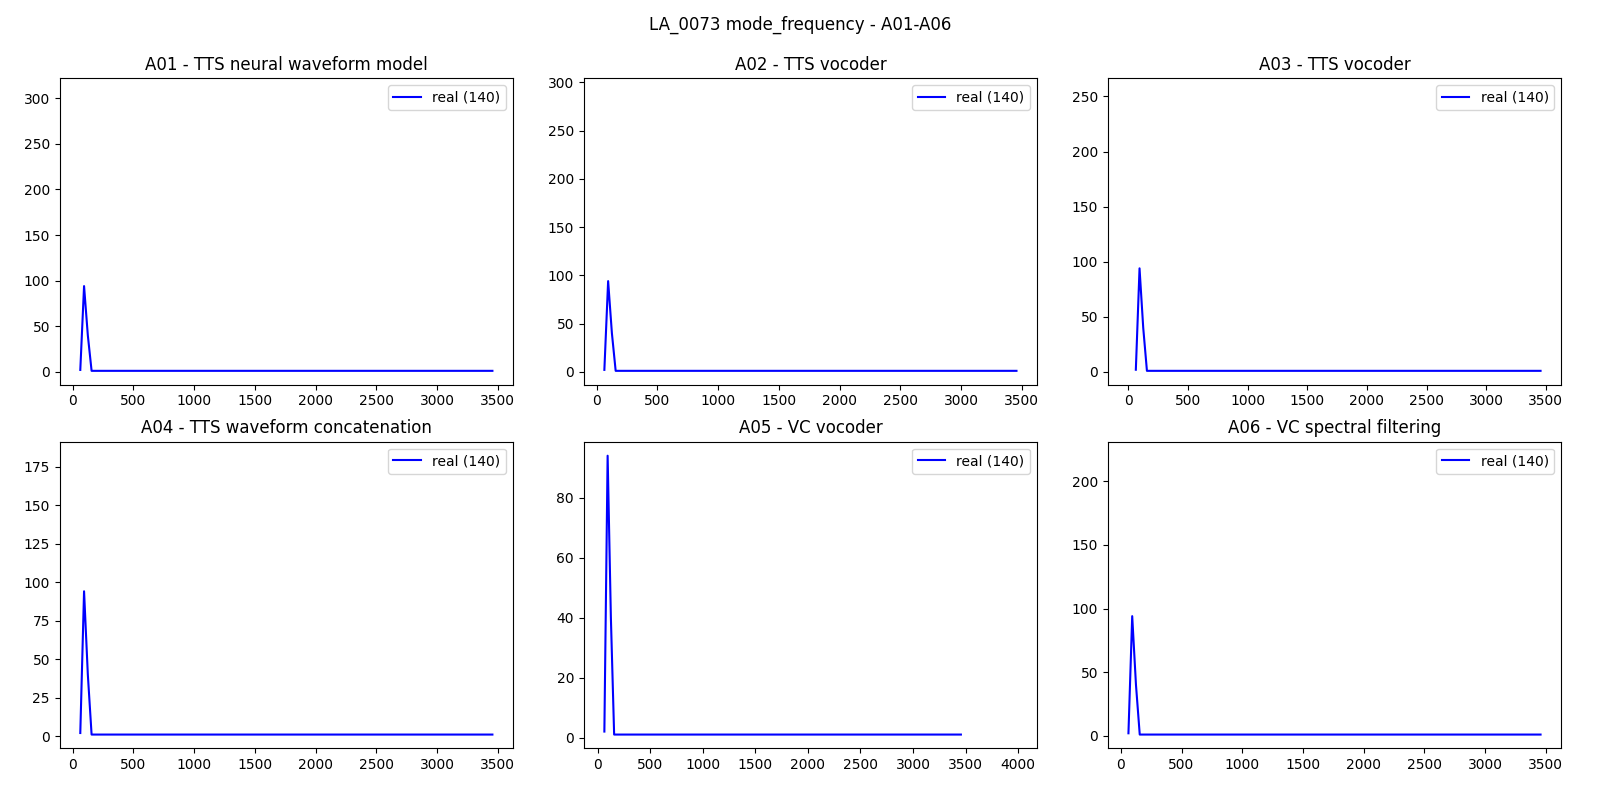 LA_0073 mode_frequency - A01-A06
A01 - TTS neural waveform model
real (140)
300
250
200
150
100
50
0
0 500 1000 1500 2000 2500 3000 3500
A02 - TTS vocoder
real (140)
300
250
200
150
100
50
0
0 500 1000 1500 2000 2500 3000 3500
A03 - TTS vocoder
real (140)
250
200
150
100
50
0
0 500 1000 1500 2000 2500 3000 3500
A04 - TTS waveform concatenation
real (140)
175
150
125
100
75
50
25
0
0 500 1000 1500 2000 2500 3000 3500
A05 - VC vocoder
real (140)
80
60
40
20
0
0 500 1000 1500 2000 2500 3000 3500 4000
A06 - VC spectral filtering
real (140)
200
150
100
50
0
0 500 1000 1500 2000 2500 3000 3500